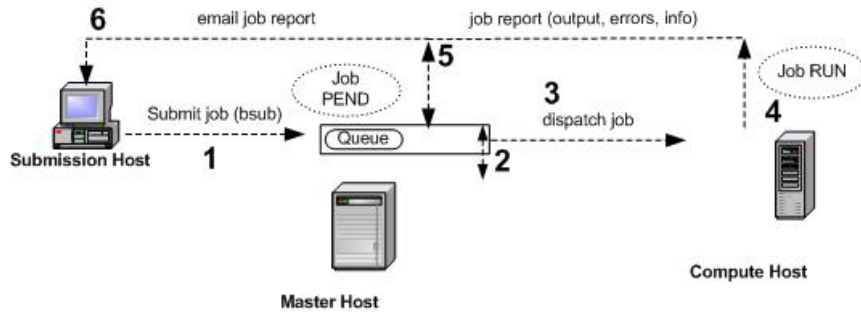 6
email job report
job report (output, errors, info)
5
Job
PEND
Job RUN
3
4
Submit job (bsub)
dispatch job
Queue
1
2
Submission Host
Compute Host
Master Host